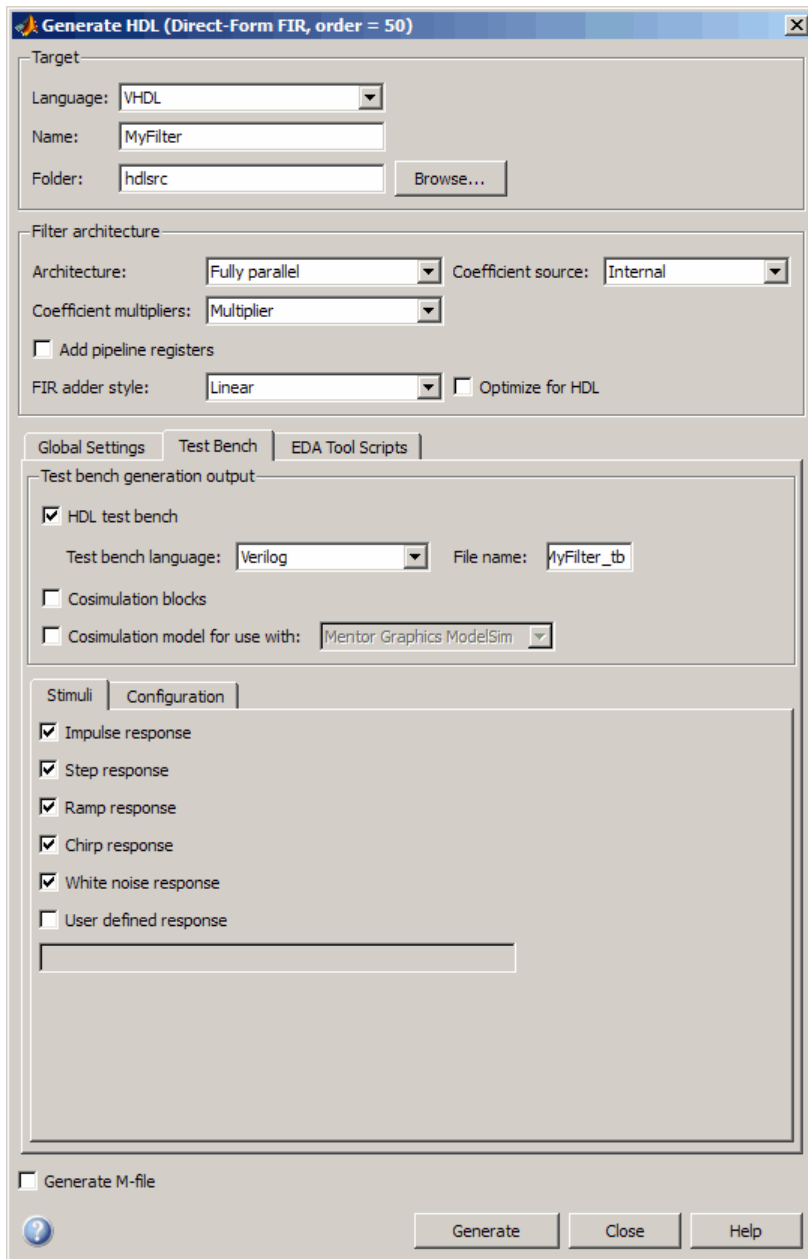 Generate HDL (Direct-Form FIR, order = 50)
Target
Language: VHDL
Name: MyFilter
Folder: hdlsrc Browse...
Filter architecture
Architecture: Fully parallel Coefficient source: Internal
Coefficient multipliers: Multiplier
Add pipeline registers
FIR adder style: Linear Optimize for HDL
Global Settings Test Bench EDA Tool Scripts
Test bench generation output
HDL test bench
Test bench language: Verilog File name: MyFilter_tb
Cosimulation blocks
Cosimulation model for use with: Mentor Graphics ModelSim
Stimuli Configuration
Impulse response
Step response
Ramp response
Chirp response
White noise response
User defined response
Generate M-file
? Generate Close Help